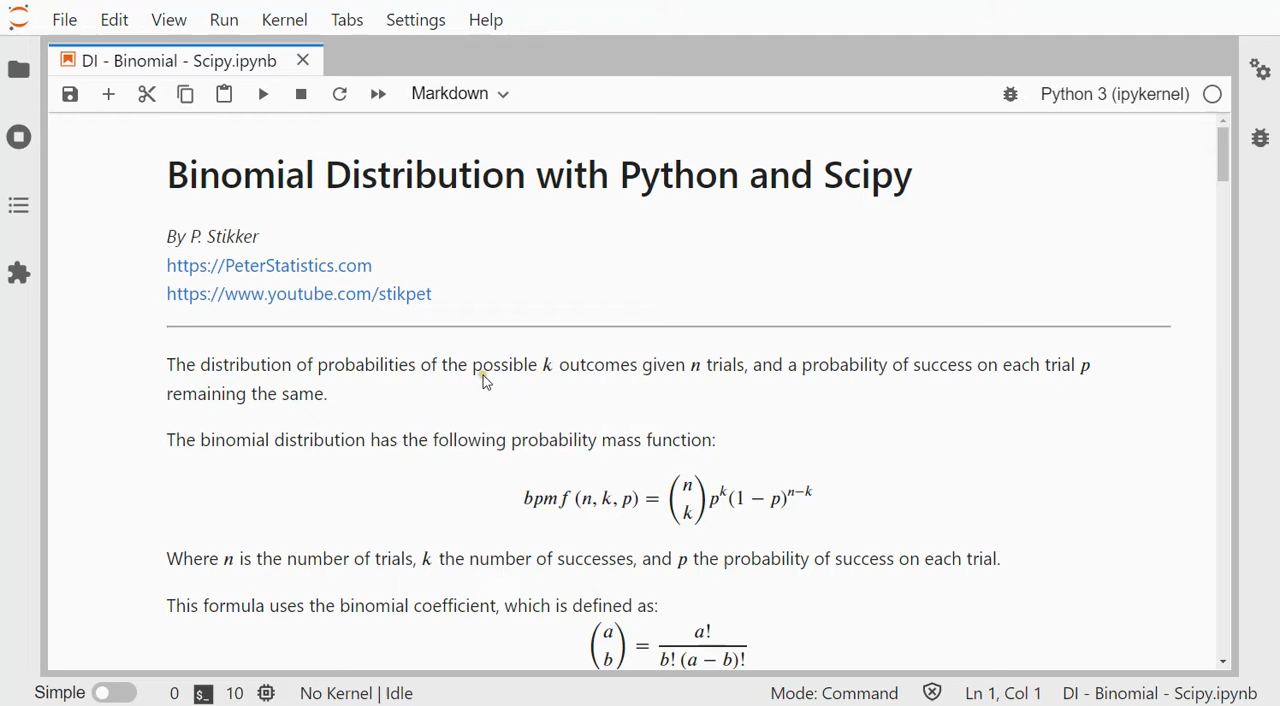 File Edit View Run Kernel Tabs Settings Help
DI - Binomial - Scipy.ipynb
Markdown
Python 3 (ipykernel)
Binomial Distribution with Python and Scipy
By P. Stikker
https://PeterStatistics.com
https://www.youtube.com/stikpet
The distribution of probabilities of the possible k outcomes given n trials, and a probability of success on each trial p
remaining the same.
The binomial distribution has the following probability mass function:
bpmf (n, k, p) = (n k) p^k (1 − p)^{n−k}
Where n is the number of trials, k the number of successes, and p the probability of success on each trial.
This formula uses the binomial coefficient, which is defined as:
(a b) = a! / b! (a − b)!
Simple 0 $_ 10 No Kernel | Idle Mode: Command Ln 1, Col 1 DI - Binomial - Scipy.ipynb